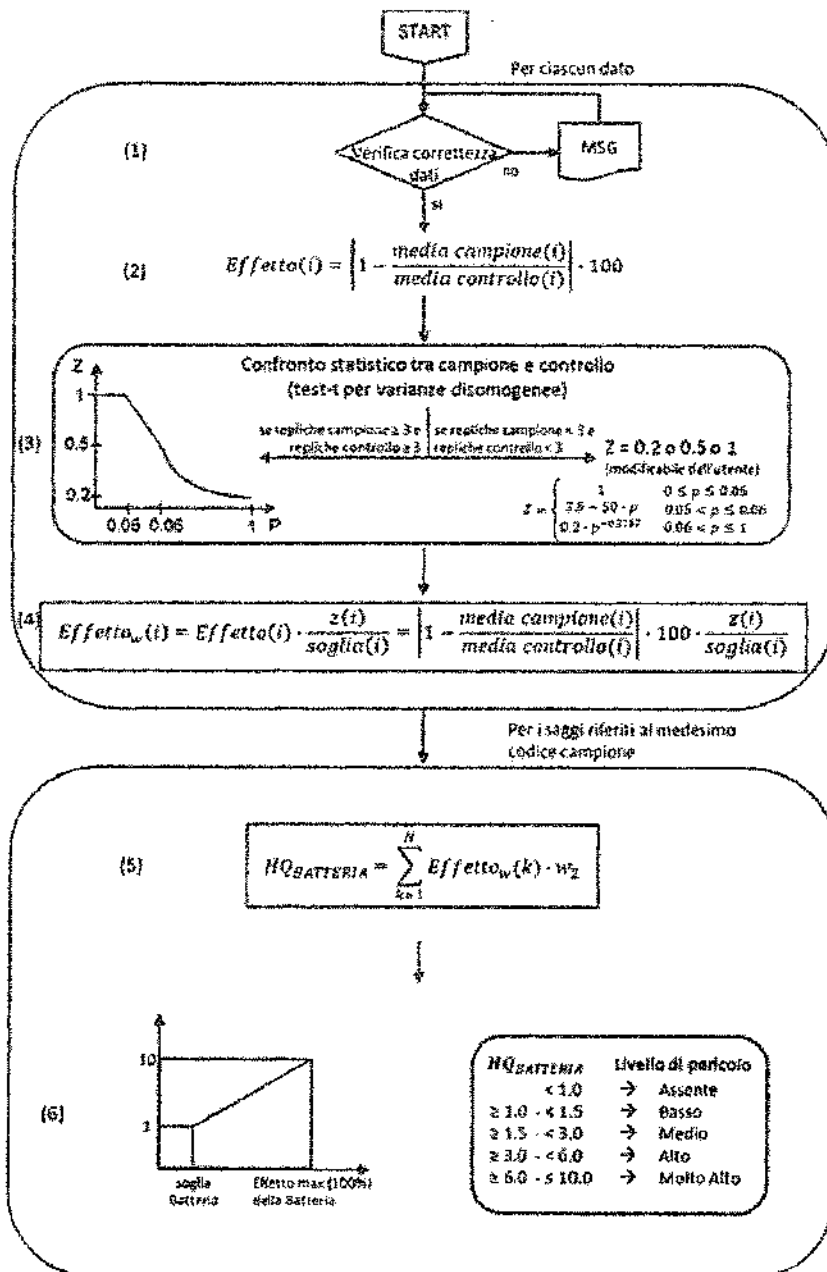 START
Per ciascun dato
(1)
Verifica correttezza
dati
no
MSG
si
(2)
Effetto(i) = |1 − media campione(i) / media controllo(i)| · 100
Confronto statistico tra campione e controllo
(test-t per varianze disomogenee)
Z
1
0.5
0.2
0.05 0.06 1 P
(3)
se repliche campione ≥ 3 e
repliche controllo ≥ 3
se repliche campione < 3 e
repliche controllo < 3
Z = 0.2 o 0.5 o 1
(modificabile dell'utente)
1 0 ≤ p ≤ 0.05
- 50 · p 0.05 < p ≤ 0.06
0.2 · p 0.06 < p ≤ 1
(4)
Effetto_w(i) = Effetto(i) · z(i) / soglia(i) = |1 − media campione(i) / media controllo(i)| · 100 · z(i) / soglia(i)
Per i saggi riferiti al medesimo
codice campione
(5)
HQ_BATTERIA = ∑_{k=1}^{N} Effetto_w(k) · w_2
(6)
10
1
soglia
Batteria
Effetto max (100%)
della Batteria
HQ_BATTERIA Livello di pericolo
< 1.0 → Assente
≥ 1.0 - < 1.5 → Basso
≥ 1.5 - < 3.0 → Medio
≥ 3.0 - < 6.0 → Alto
≥ 6.0 - ≤ 10.0 → Molto Alto